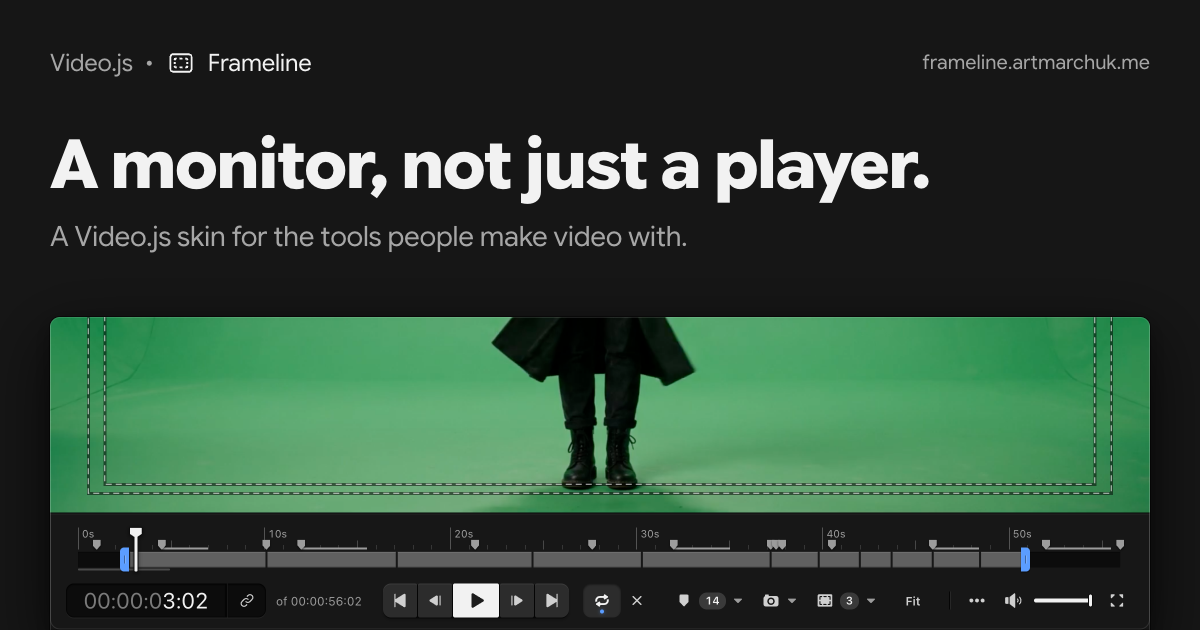 Video.js • Frameline
frameline.artmarchuk.me
A monitor, not just a player.
A Video.js skin for the tools people make video with.
0s 10s 20s 30s 40s 50s
00:00:03:02 of 00:00:56:02 14 3 Fit